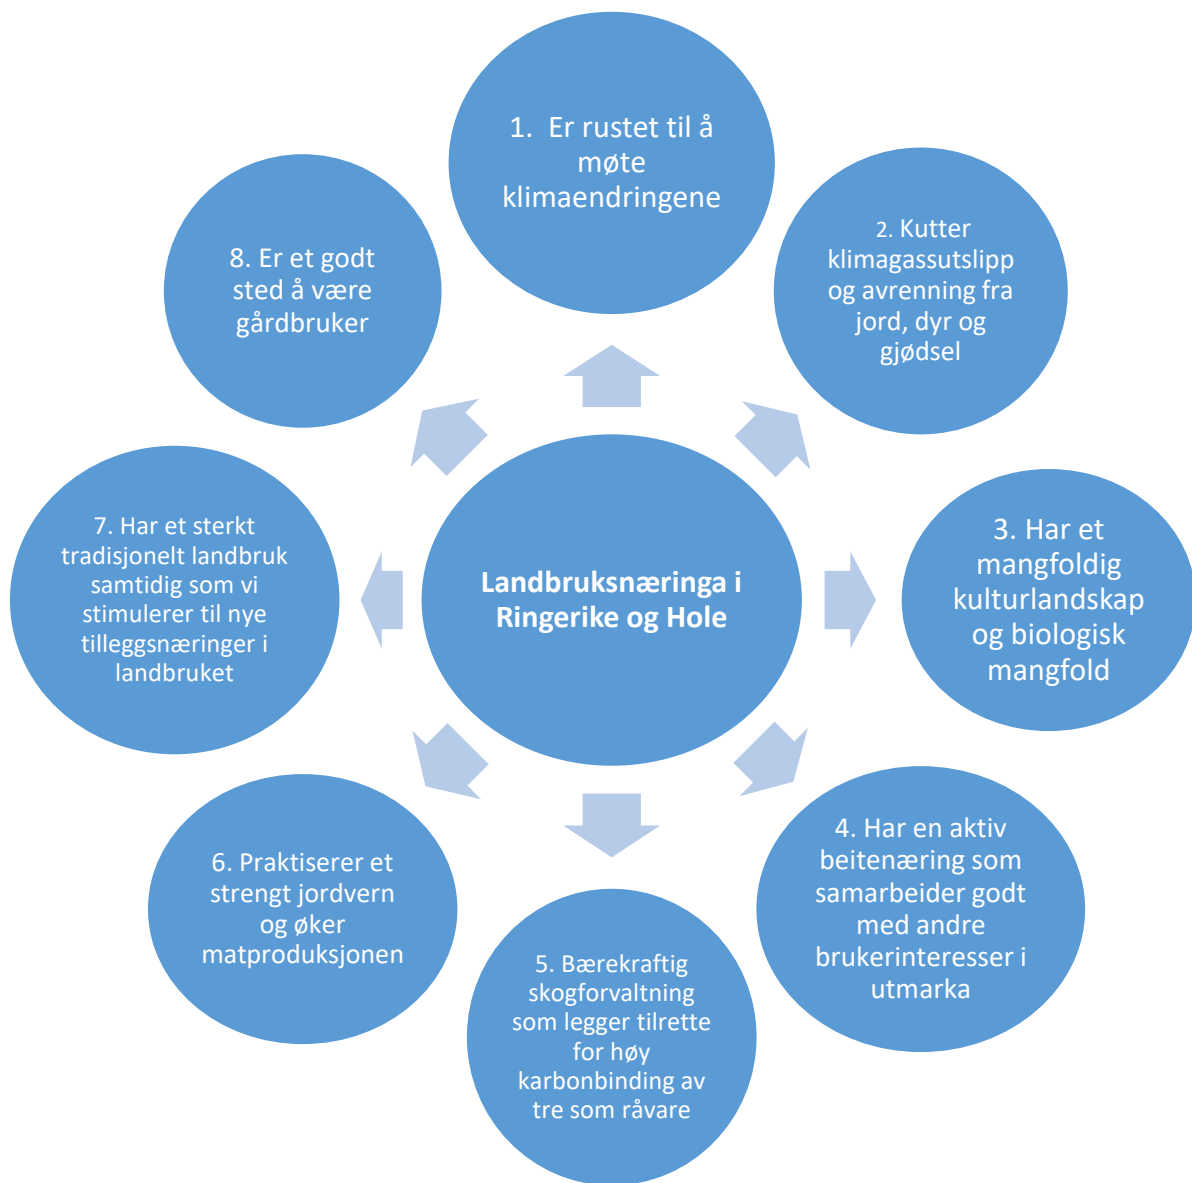 1. Er rustet til å
møte
klimaendringene
2. Kutter
klimagassutslipp
og avrenning fra
jord, dyr og
gjødsel
3. Har et
mangfoldig
kulturlandskap
og biologisk
mangfold
4. Har en aktiv
beitenæring som
samarbeider godt
med andre
brukerinteresser i
utmarka
5. Bærekraftig
skogforvaltning
som legger tilrette
for høy
karbonbinding av
tre som råvare
6. Praktiserer et
strengt jordvern
og øker
matproduksjonen
7. Har et sterkt
tradisjonelt landbruk
samtidig som vi
stimulerer til nye
tilleggsnæringer i
landbruket
8. Er et godt
sted å være
gårdbruker
Landbruksnæringa i
Ringerike og Hole